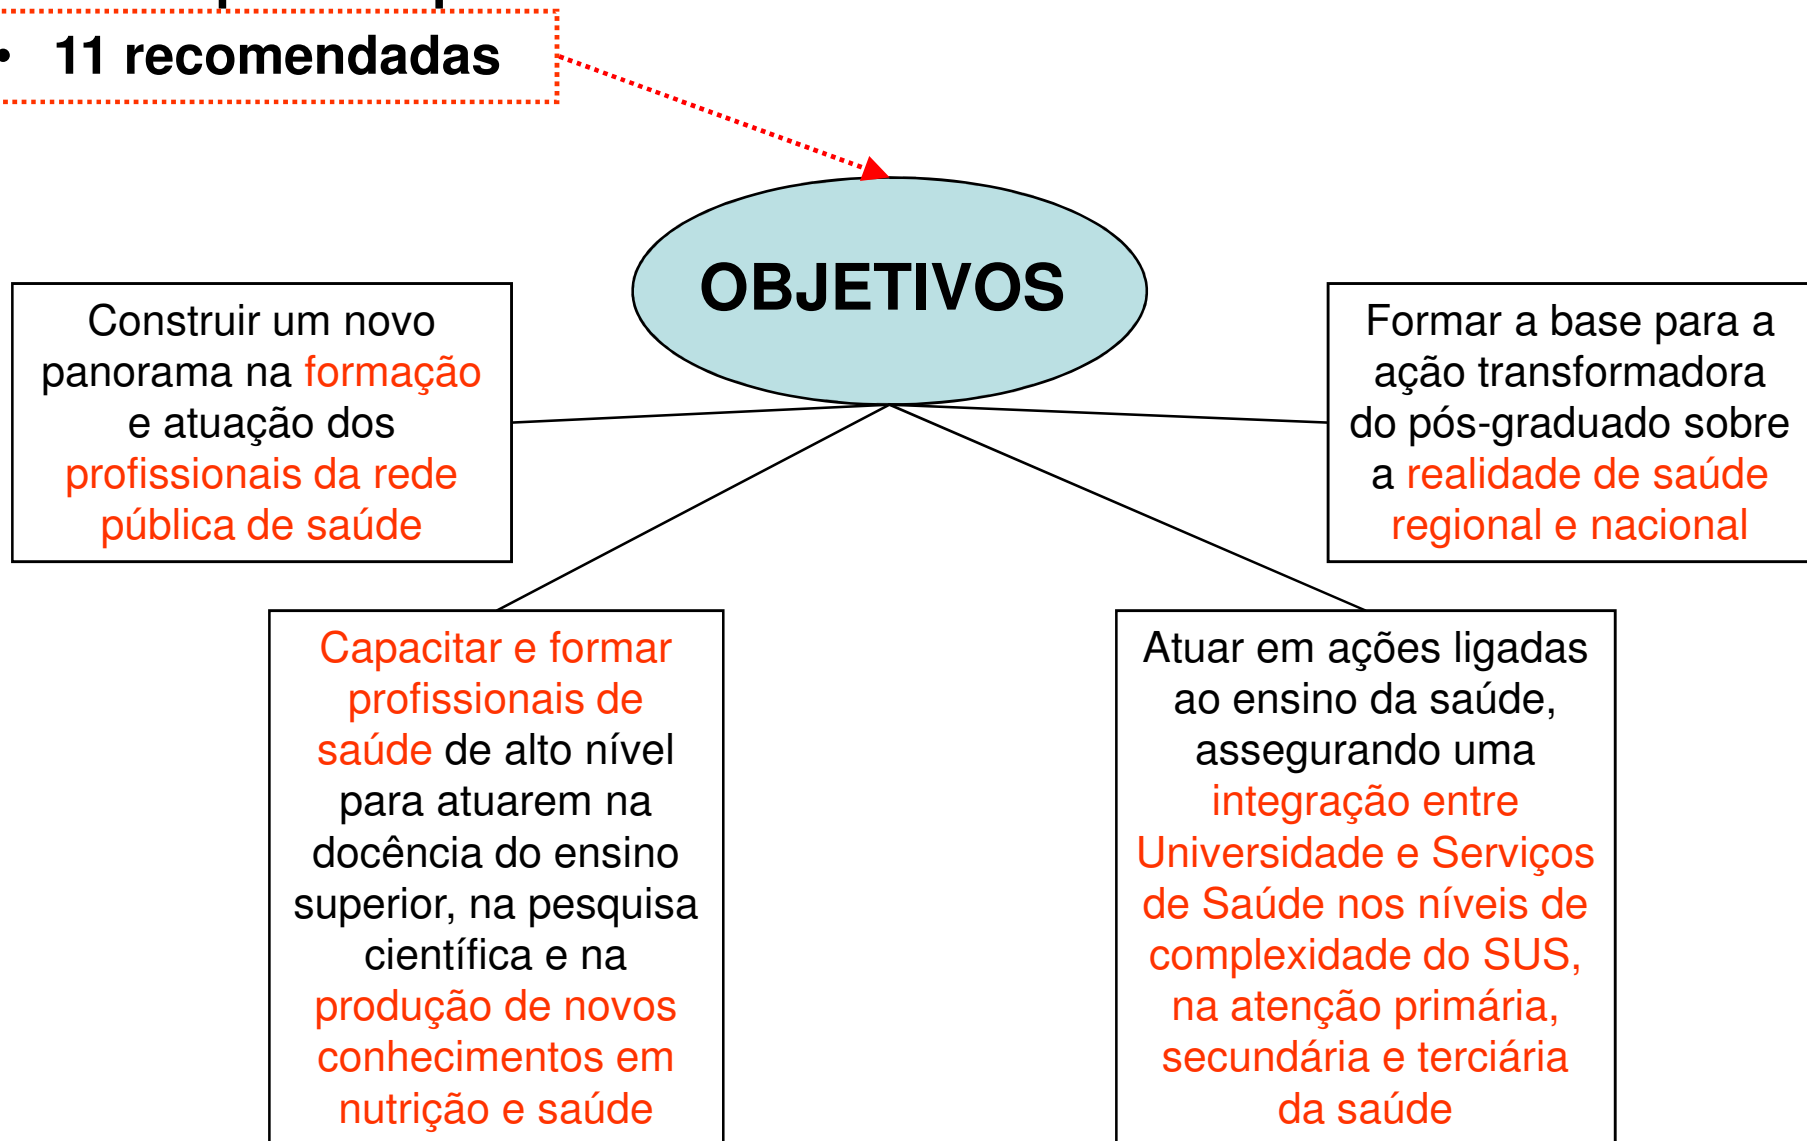 • 11 recomendadas
OBJETIVOS
Construir um novo
panorama na formação
e atuação dos
profissionais da rede
pública de saúde
Formar a base para a
ação transformadora
do pós-graduado sobre
a realidade de saúde
regional e nacional
Capacitar e formar
profissionais de
saúde de alto nível
para atuarem na
docência do ensino
superior, na pesquisa
científica e na
produção de novos
conhecimentos em
nutrição e saúde
Atuar em ações ligadas
ao ensino da saúde,
assegurando uma
integração entre
Universidade e Serviços
de Saúde nos níveis de
complexidade do SUS,
na atenção primária,
secundária e terciária
da saúde